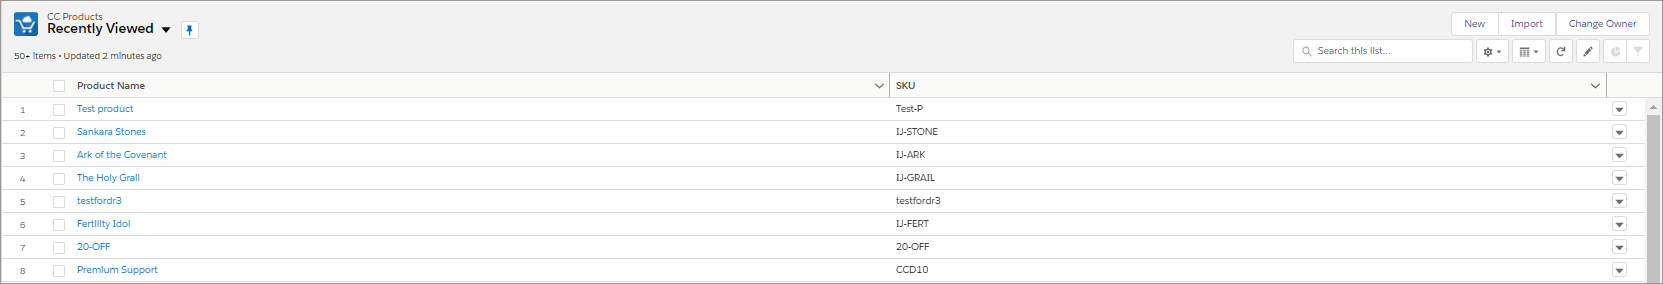 CC Products
Recently Viewed
New Import Change Owner
50+ items • Updated 2 minutes ago
Search this list...
Product Name SKU
1 Test product Test-P
2 Sankara Stones IJ-STONE
3 Ark of the Covenant IJ-ARK
4 The Holy Grail IJ-GRAIL
5 testfordr3 testfordr3
6 Fertility Idol IJ-FERT
7 20-OFF 20-OFF
8 Premium Support CCD10